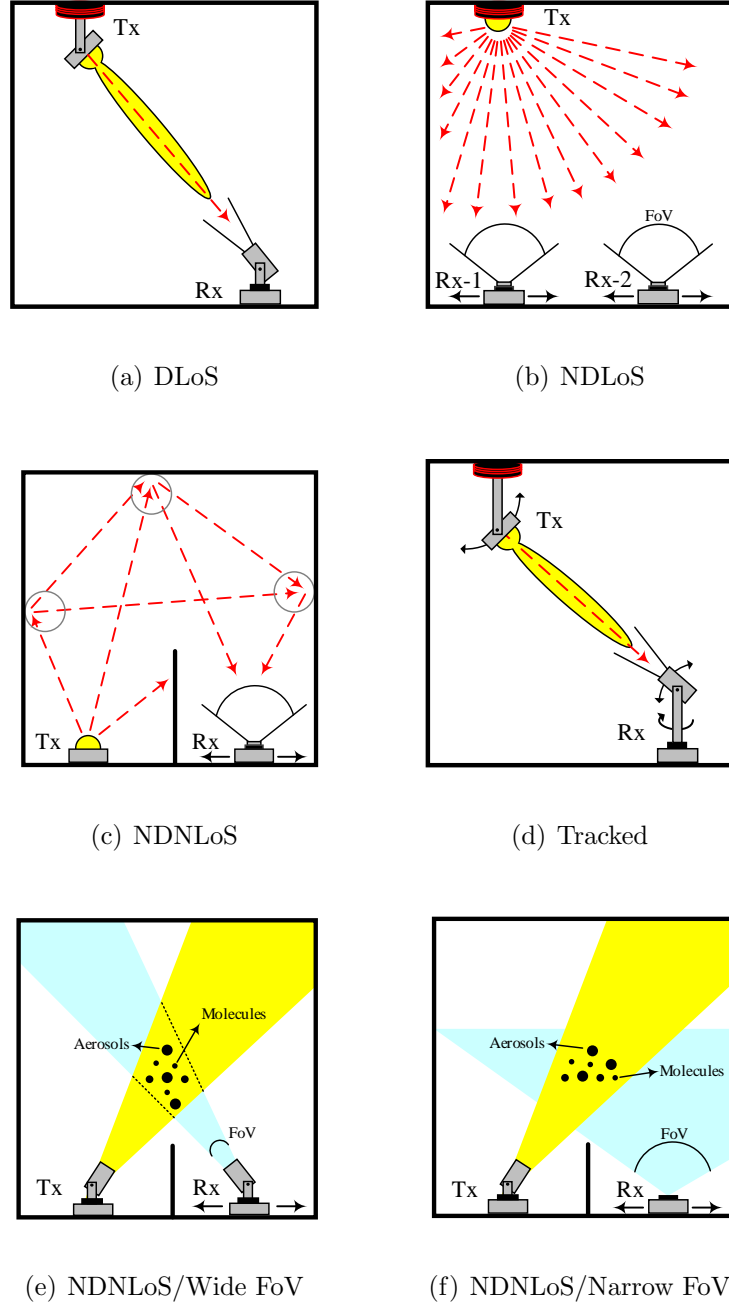 Tx
Rx
(a) DLoS
Tx
FoV
Rx-1
Rx-2
(b) NDLoS
Tx
Rx
(c) NDNLoS
Tx
Rx
(d) Tracked
Molecules
Aerosols
FoV
Tx
Rx
(e) NDNLoS/Wide FoV
Aerosols
Molecules
FoV
Tx
Rx
(f) NDNLoS/Narrow FoV